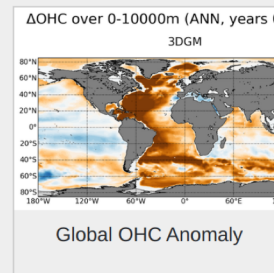 ΔOHC over 0-10000m (ANN, years
3DGM
80°N
60°N
40°N
20°N
0°
20°S
40°S
60°S
80°S
180°W 120°W 60°W 0° 60°E
Global OHC Anomaly